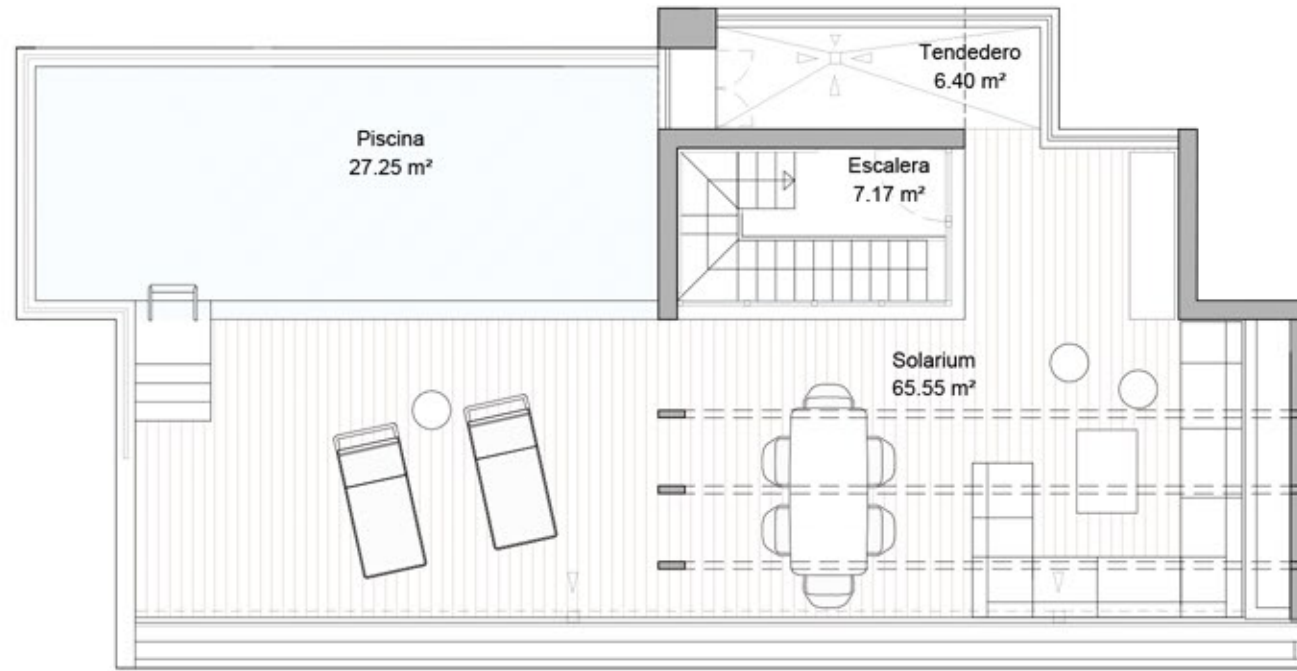 Tendedero
6.40 m²
Piscina
27.25 m²
Escalera
7.17 m²
Solarium
65.55 m²